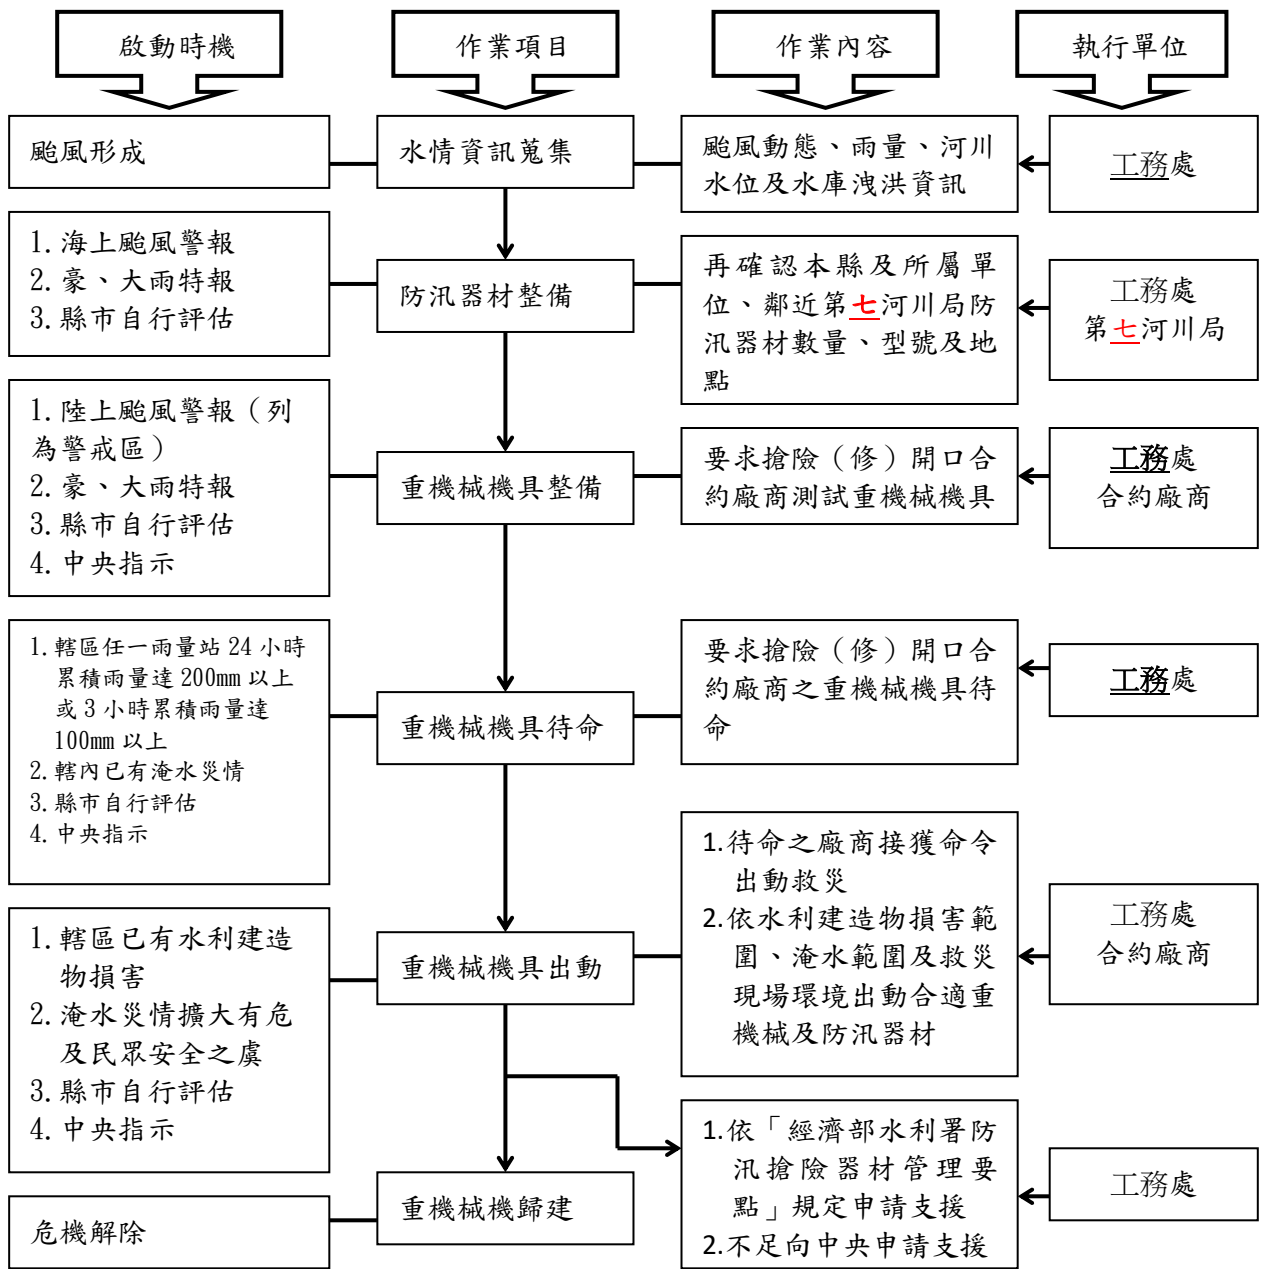 啟動時機
作業項目
作業內容
執行單位
颱風形成
水情資訊蒐集
颱風動態、雨量、河川
水位及水庫洩洪資訊
工務處
1.海上颱風警報
2.豪、大雨特報
3.縣市自行評估
防汛器材整備
再確認本縣及所屬單
位、鄰近第七河川局防
汛器材數量、型號及地
點
工務處
第七河川局
1.陸上颱風警報（列
為警戒區）
2.豪、大雨特報
3.縣市自行評估
4.中央指示
重機械機具整備
要求搶險（修）開口合
約廠商測試重機械機具
工務處
合約廠商
1.轄區任一雨量站 24 小時
累積雨量達 200mm 以上
或 3 小時累積雨量達
100mm 以上
2.轄內已有淹水災情
3.縣市自行評估
4.中央指示
重機械機具待命
要求搶險（修）開口合
約廠商之重機械機具待
命
工務處
1.轄區已有水利建造
物損害
2.淹水災情擴大有危
及民眾安全之虞
3.縣市自行評估
4.中央指示
重機械機具出動
1.待命之廠商接獲命令
出動救災
2.依水利建造物損害範
圍、淹水範圍及救災
現場環境出動合適重
機械及防汛器材
工務處
合約廠商
1.依「經濟部水利署防
汛搶險器材管理要
點」規定申請支援
2.不足向中央申請支援
工務處
危機解除
重機械機歸建